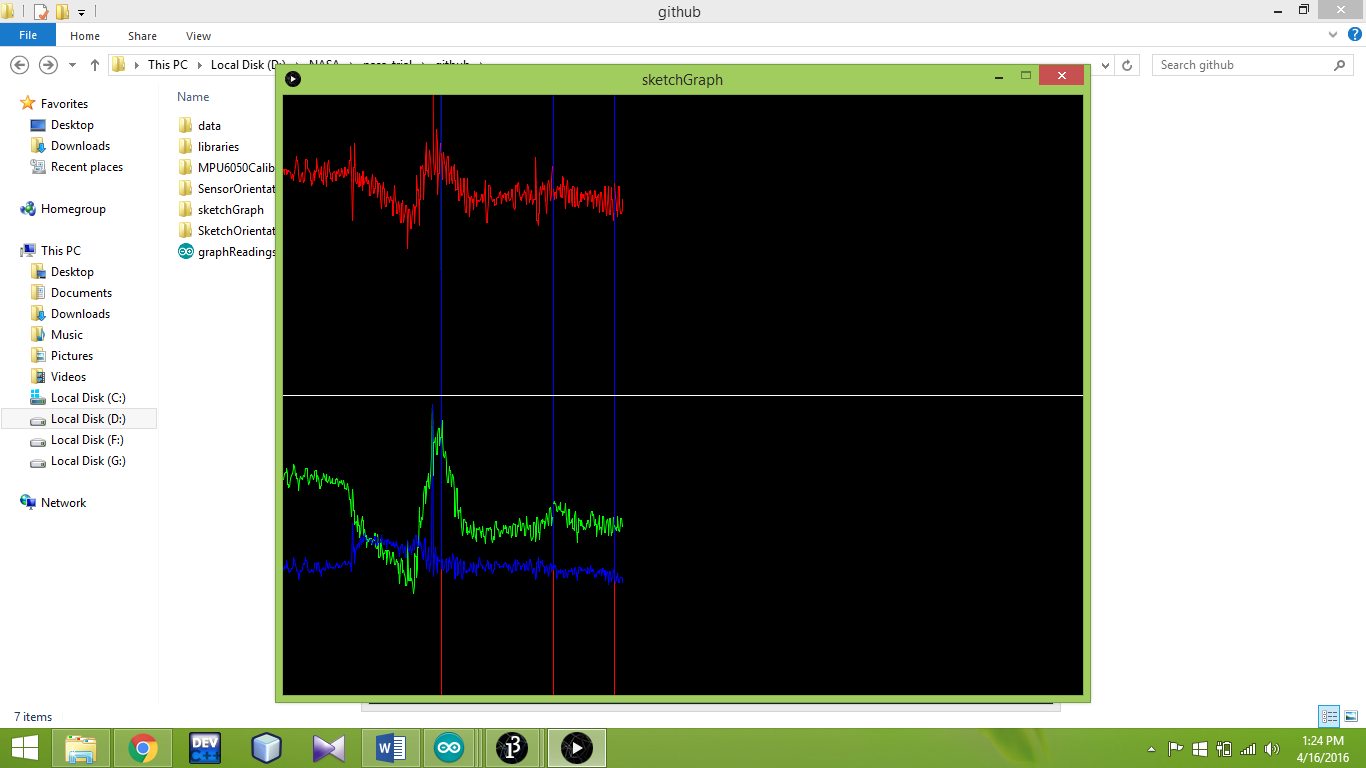 github
File
Home
Share
View
This PC
Local Disk (D:)
NASA
github
Search github
sketchGraph
Favorites
Desktop
Downloads
Recent places
Homegroup
This PC
Desktop
Documents
Downloads
Music
Pictures
Videos
Local Disk (C:)
Local Disk (D:)
Local Disk (F:)
Local Disk (G:)
Network
Name
data
libraries
MPU6050Calib
SensorOrientat
sketchGraph
SketchOrientat
graphReadings
7 items
DEV
C++
W
1:24 PM
4/16/2016